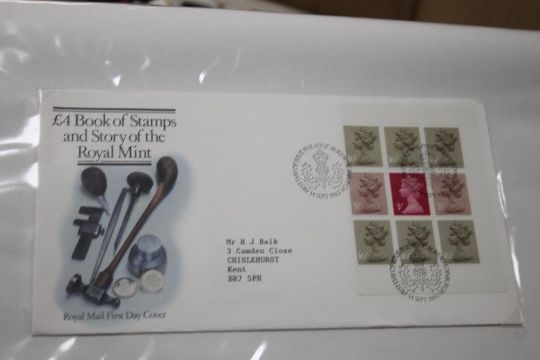 £4 Book of Stamps
and Story of the
Royal Mint
Mr H J Balk
3 Camden Close
CHISLEHURST
Kent
BR7 5PH
Royal Mail First Day Cover